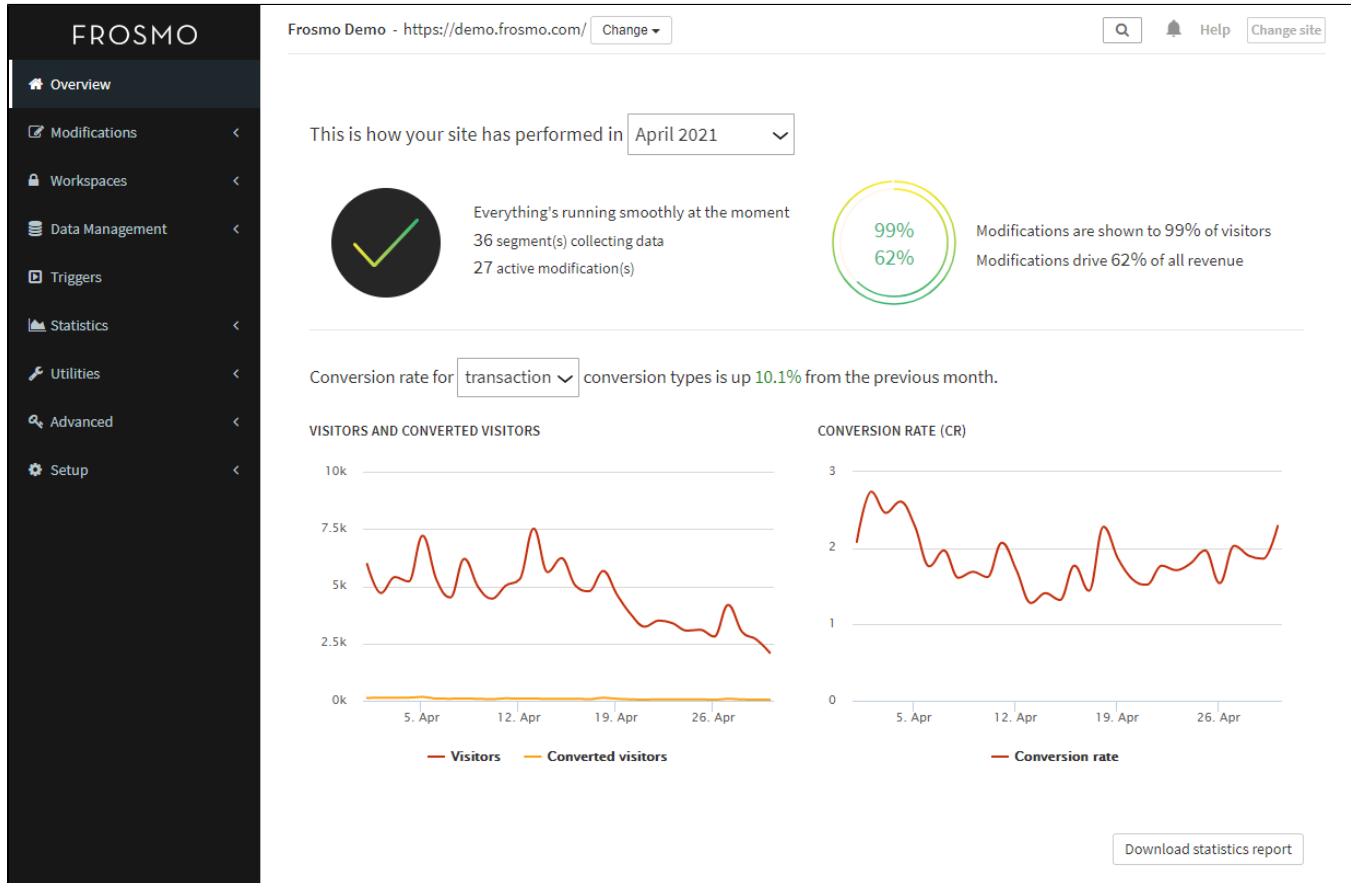 FROSMO
Frosmo Demo - https://demo.frosmo.com/ Change
Help Change site
Overview
Modifications
Workspaces
Data Management
Triggers
Statistics
Utilities
Advanced
Setup
This is how your site has performed in April 2021
Everything's running smoothly at the moment
36 segment(s) collecting data
27 active modification(s)
99%
62%
Modifications are shown to 99% of visitors
Modifications drive 62% of all revenue
Conversion rate for transaction conversion types is up 10.1% from the previous month.
VISITORS AND CONVERTED VISITORS
10k
7.5k
5k
2.5k
0k
5. Apr 12. Apr 19. Apr 26. Apr
Visitors Converted visitors
CONVERSION RATE (CR)
3
2
1
0
5. Apr 12. Apr 19. Apr 26. Apr
Conversion rate
Download statistics report